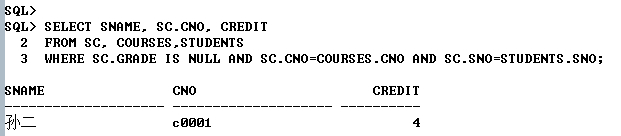 SQL>
SQL> SELECT SNAME, SC.CNO, CREDIT
2 FROM SC, COURSES,STUDENTS
3 WHERE SC.GRADE IS NULL AND SC.CNO=COURSES.CNO AND SC.SNO=STUDENTS.SNO;
SNAME CNO CREDIT
-------------------- -------------------- ----------
孙二 c0001 4